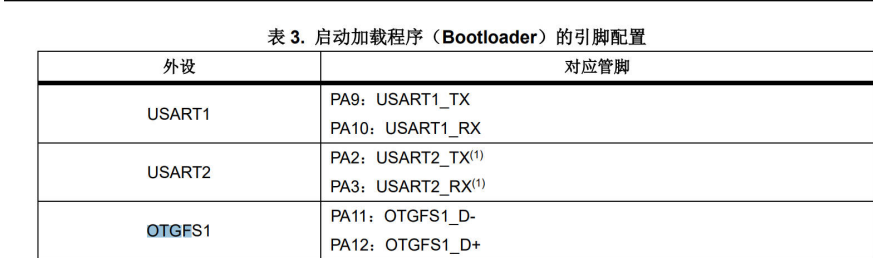 表 3. 启动加载程序（Bootloader）的引脚配置
外设 对应管脚
USART1
PA9：USART1_TX
PA10：USART1_RX
USART2
PA2：USART2_TX(1)
PA3：USART2_RX(1)
OTGFS1
PA11：OTGFS1_D-
PA12：OTGFS1_D+